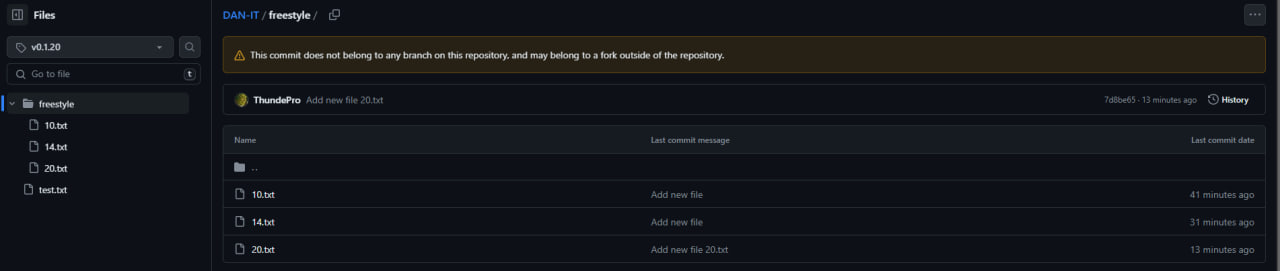 Files
v0.1.20
Go to file
t
freestyle
10.txt
14.txt
20.txt
test.txt
DAN-IT / freestyle /
This commit does not belong to any branch on this repository, and may belong to a fork outside of the repository.
ThundePro Add new file 20.txt 7d8be65 · 13 minutes ago History
Name Last commit message Last commit date
..
10.txt Add new file 41 minutes ago
14.txt Add new file 31 minutes ago
20.txt Add new file 20.txt 13 minutes ago